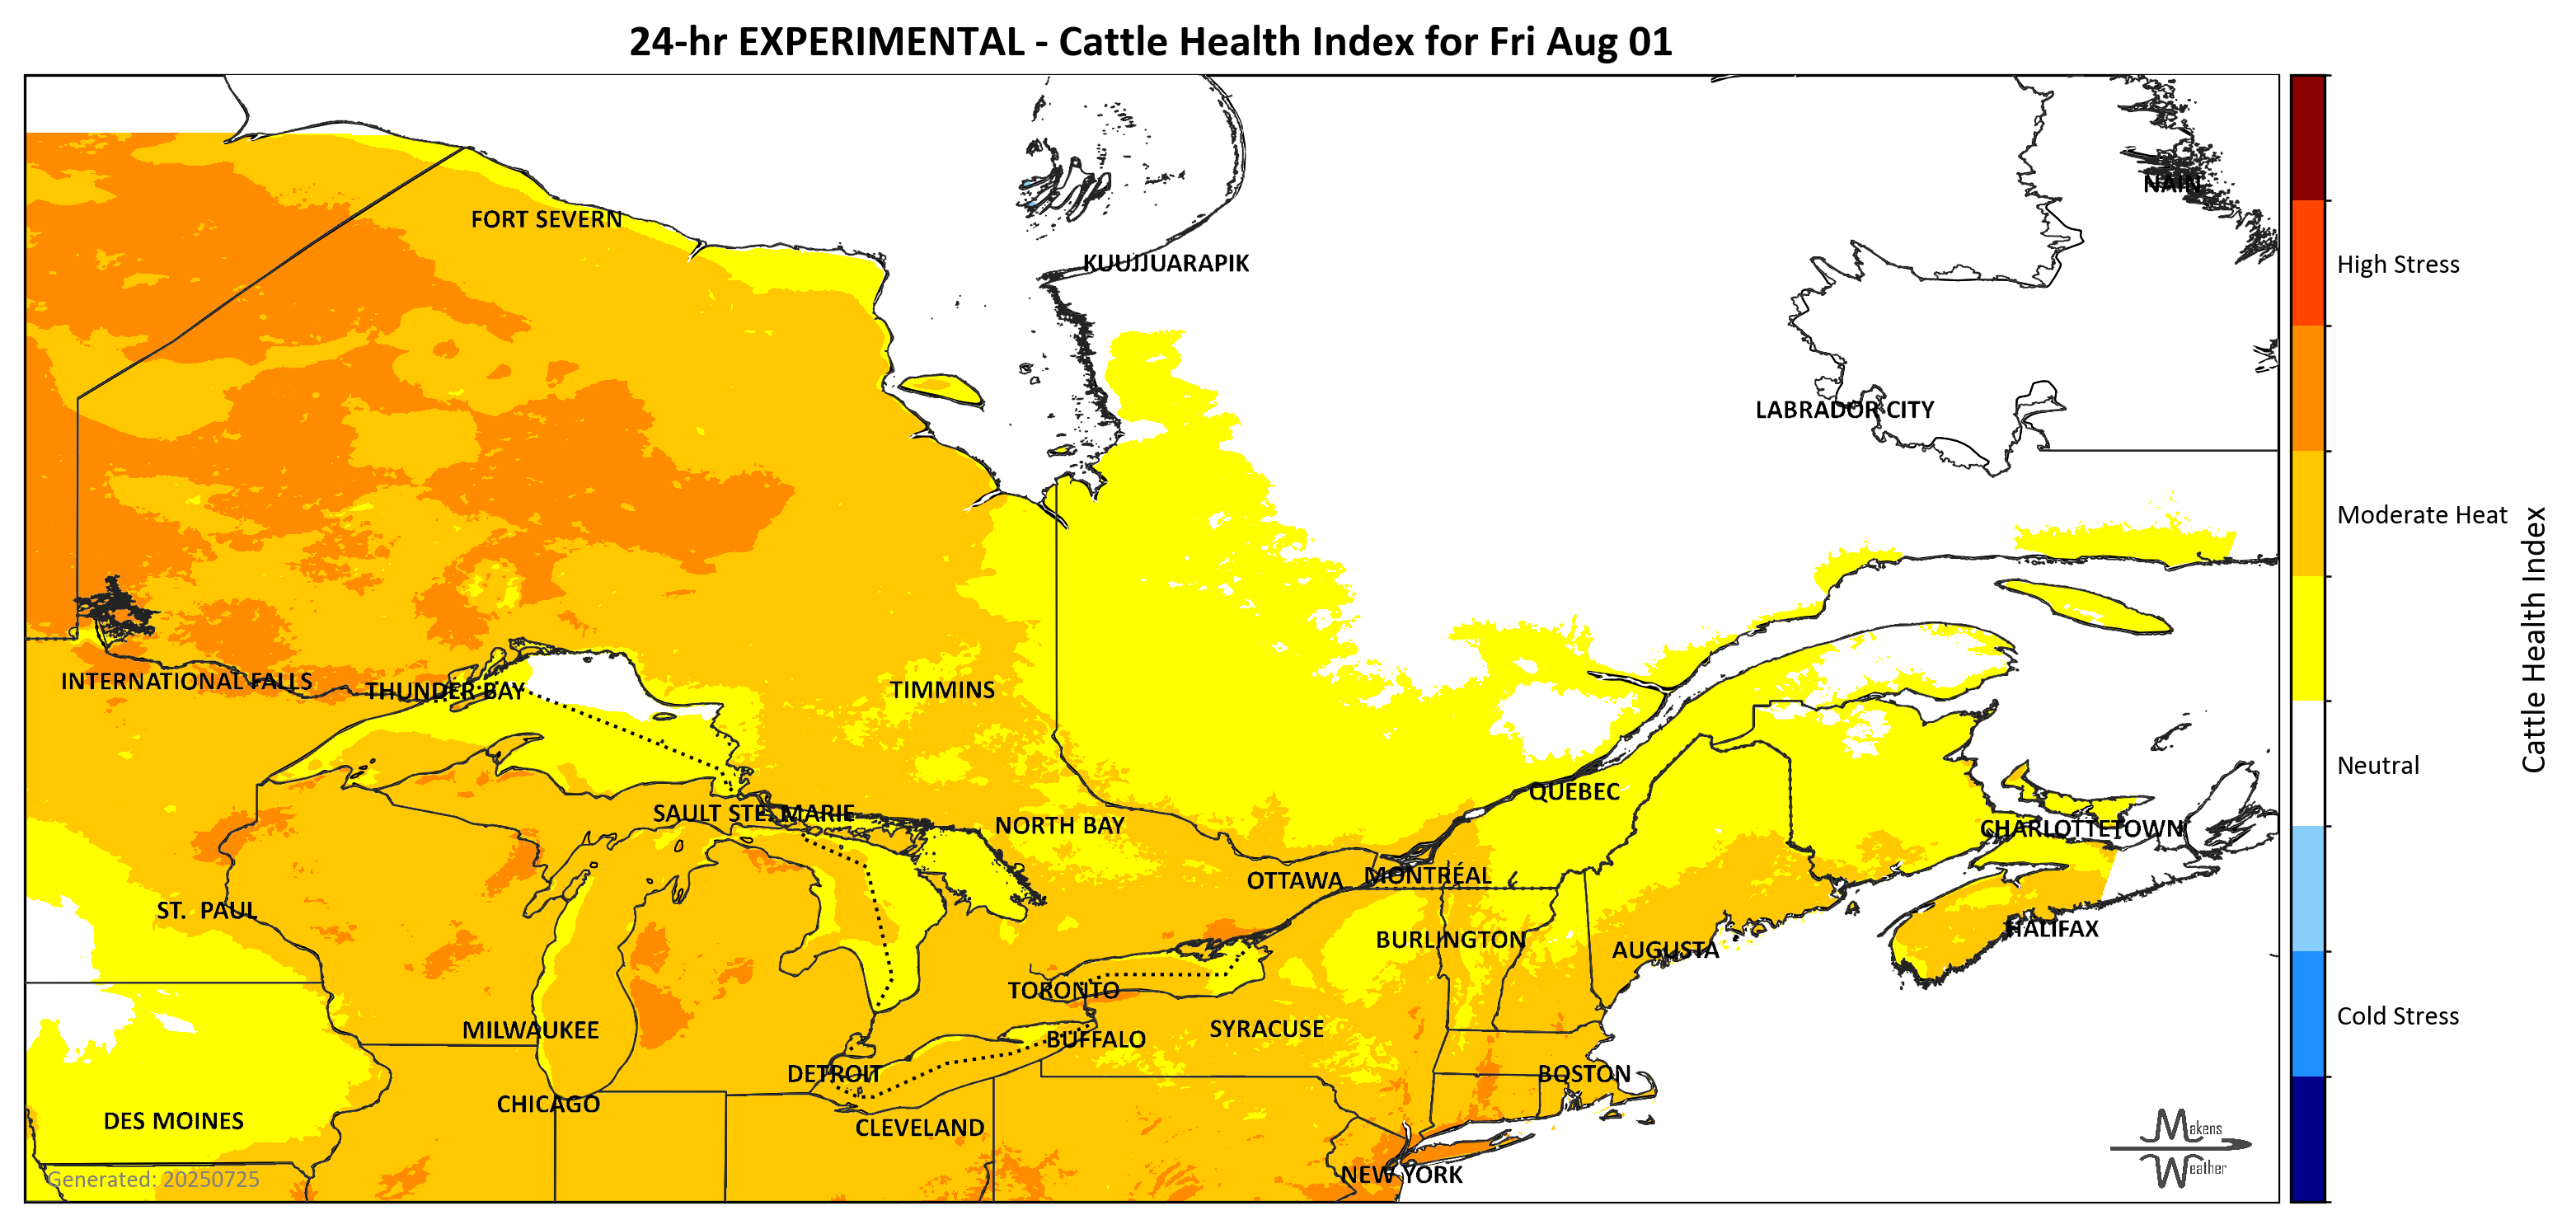 24-hr EXPERIMENTAL - Cattle Health Index for Fri Aug 01
NAIN
FORT SEVERN
KUUJJUARAPIK
High Stress
LABRADOR CITY
Moderate Heat
Cattle Health Index
INTERNATIONAL FALLS
THUNDER BAY
TIMMINS
Neutral
QUEBEC
SAULT STE. MARIE
NORTH BAY
CHARLOTTETOWN
OTTAWA
MONTRÉAL
ST. PAUL
HALIFAX
BURLINGTON
AUGUSTA
TORONTO
Cold Stress
MILWAUKEE
SYRACUSE
BUFFALO
DETROIT
BOSTON
CHICAGO
DES MOINES
CLEVELAND
Makens
Weather
NEW YORK
Generated: 20250725